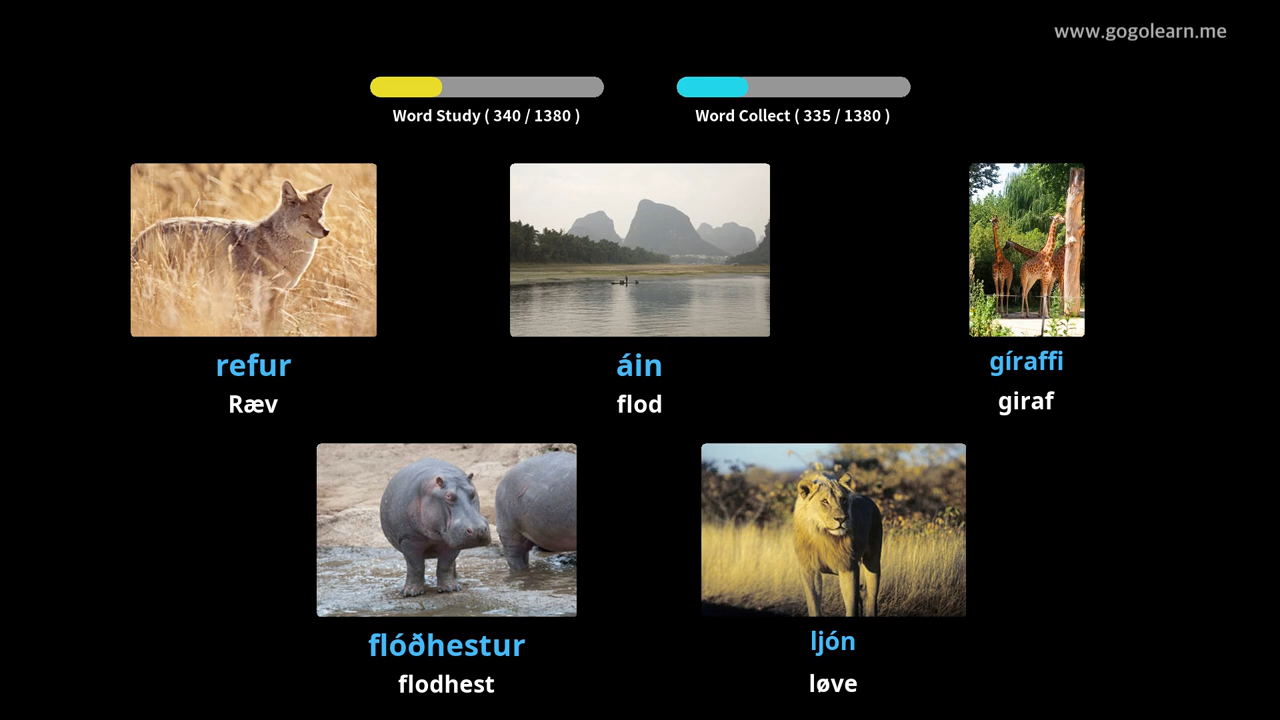 www.gogolearn.me
Word Study ( 340 / 1380 )
Word Collect ( 335 / 1380 )
refur
Ræv
áin
flod
gíraffi
giraf
flóðhestur
flodhest
ljón
løve